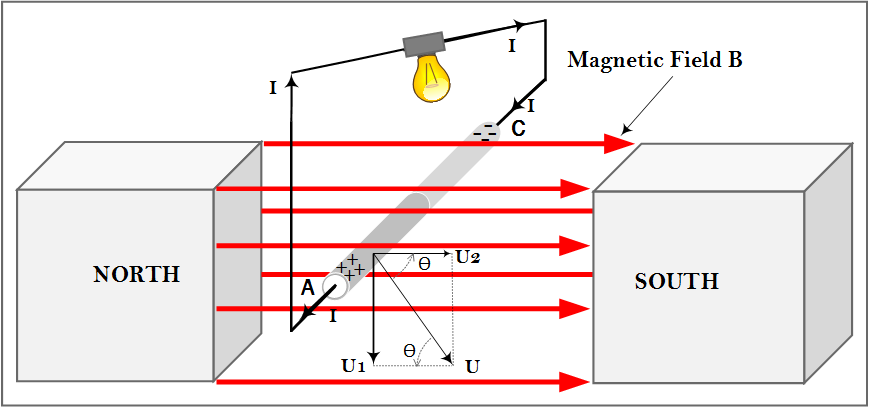 I
I
Magnetic Field B
I
C
NORTH
A
I
U2
ϴ
SOUTH
ϴ
U1
U
+ + + + +
- - - -